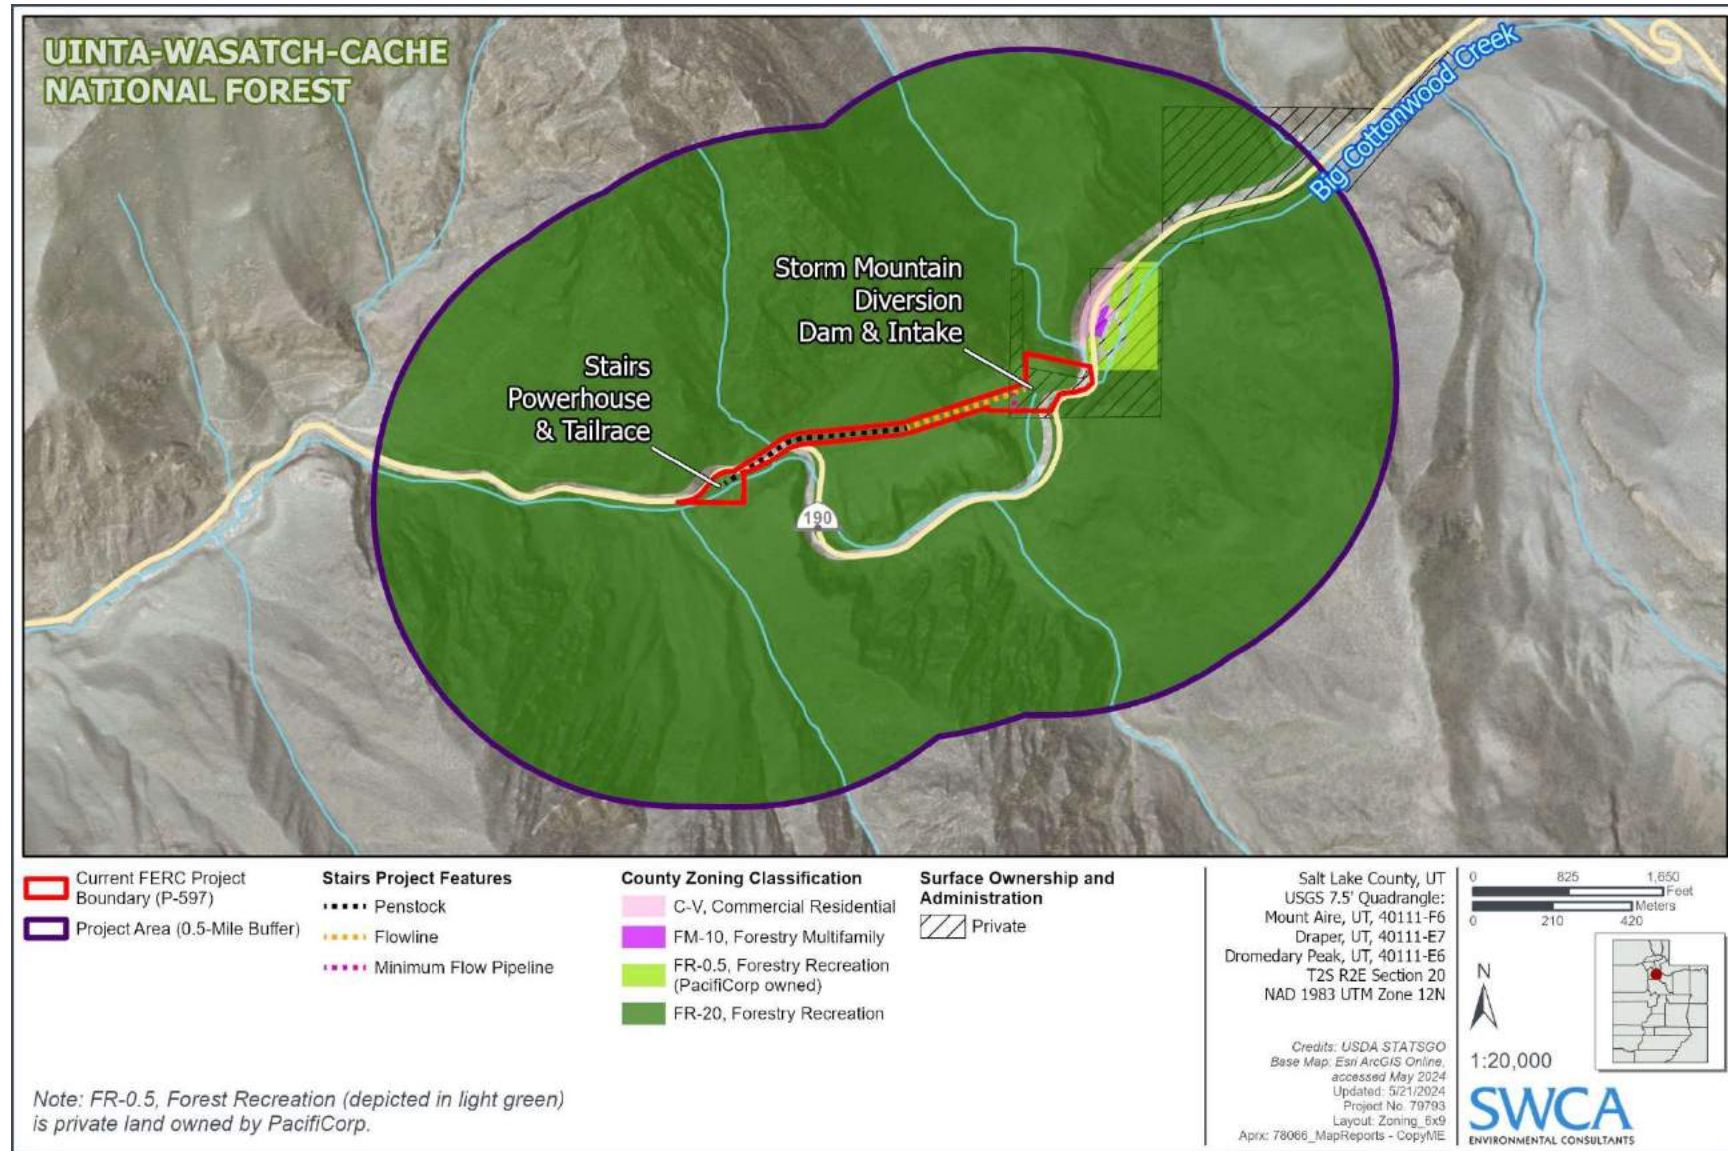 UINTA-WASATCH-CACHE
NATIONAL FOREST
Big Cottonwood Creek
Storm Mountain
Diversion
Dam & Intake
Stairs
Powerhouse
& Tailrace
190
Current FERC Project
Boundary (P-597)
Project Area (0.5-Mile Buffer)
Stairs Project Features
Penstock
Flowline
Minimum Flow Pipeline
County Zoning Classification
C-V, Commercial Residential
FM-10, Forestry Multifamily
FR-0.5, Forestry Recreation
(PacifiCorp owned)
FR-20, Forestry Recreation
Surface Ownership and
Administration
Private
Note: FR-0.5, Forest Recreation (depicted in light green)
is private land owned by PacifiCorp.
Salt Lake County, UT
USGS 7.5' Quadrangle:
Mount Aire, UT, 40111-F6
Draper, UT, 40111-E7
Dromedary Peak, UT, 40111-E6
T2S R2E Section 20
NAD 1983 UTM Zone 12N
Credits: USDA STATSGO
Base Map: Esri ArcGIS Online,
accessed May 2024
Updated: 5/21/2024
Project No. 79793
Layout: Zoning_6x9
Aprx: 78066_MapReports - CopyME
0 825 1,650
Feet
Meters
0 210 420
N
1:20,000
SWCA
ENVIRONMENTAL CONSULTANTS